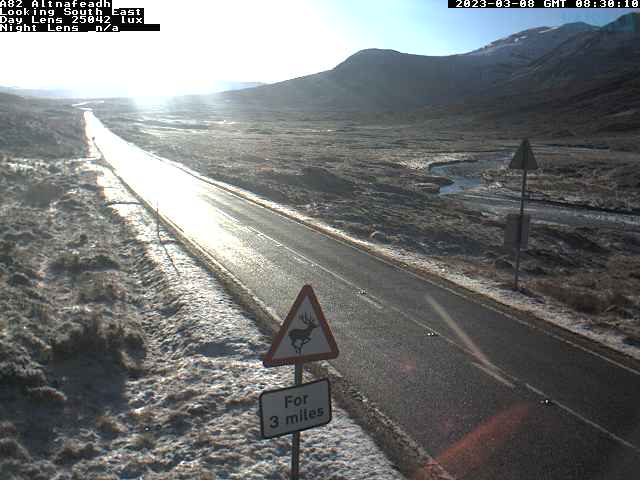 A82 Altnafeadh
Looking South East
Day Lens 25042 lux
Night Lens n/a
2023-03-08 GMT 08:30:10
For
3 miles